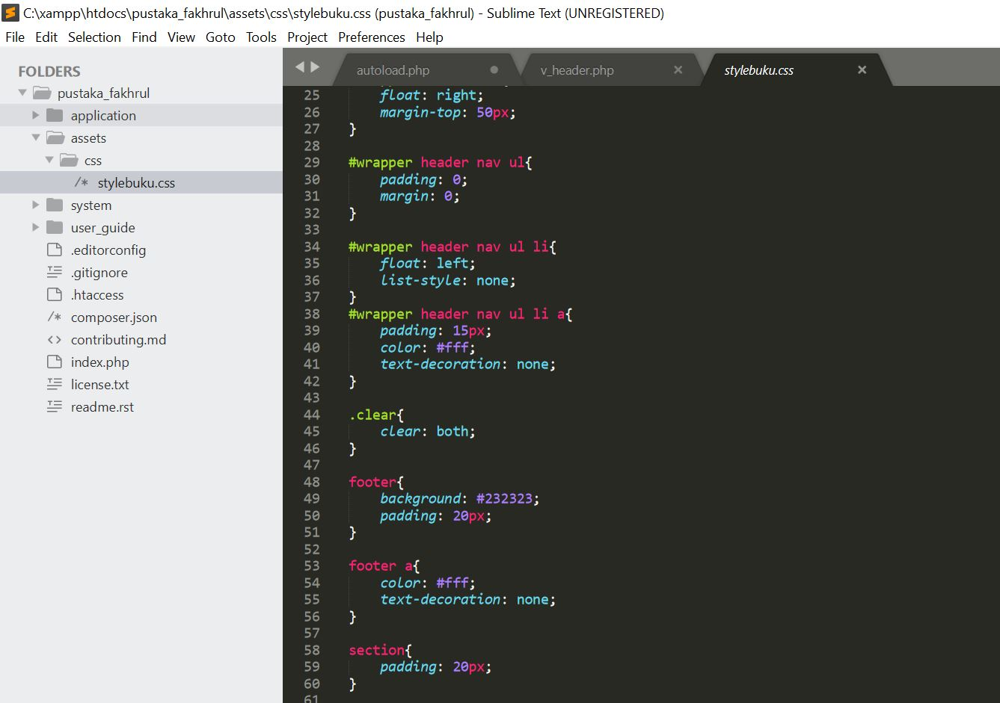 C:\xampp\htdocs\pustaka_fakhrul\assets\css\stylebuku.css (pustaka_fakhrul) - Sublime Text (UNREGISTERED)
File Edit Selection Find View Goto Tools Project Preferences Help
FOLDERS
pustaka_fakhrul
application
assets
css
/* stylebuku.css
system
user_guide
.editorconfig
.gitignore
.htaccess
/* composer.json
<> contributing.md
index.php
license.txt
readme.rst
autoload.php v_header.php stylebuku.css
25 float: right;
26 margin-top: 50px;
27 }
28
29 #wrapper header nav ul{
30 padding: 0;
31 margin: 0;
32 }
33
34 #wrapper header nav ul li{
35 float: left;
36 list-style: none;
37 }
38 #wrapper header nav ul li a{
39 padding: 15px;
40 color: #fff;
41 text-decoration: none;
42 }
43
44 .clear{
45 clear: both;
46 }
47
48 footer{
49 background: #232323;
50 padding: 20px;
51 }
52
53 footer a{
54 color: #fff;
55 text-decoration: none;
56 }
57
58 section{
59 padding: 20px;
60 }
61